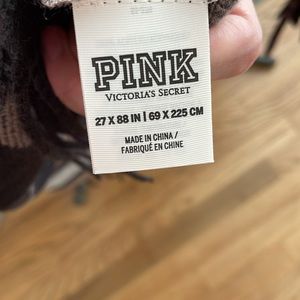 PINK
VICTORIA'S SECRET
27 X 88 IN | 69 X 225 CM
MADE IN CHINA /
FABRIQUÉ EN CHINE